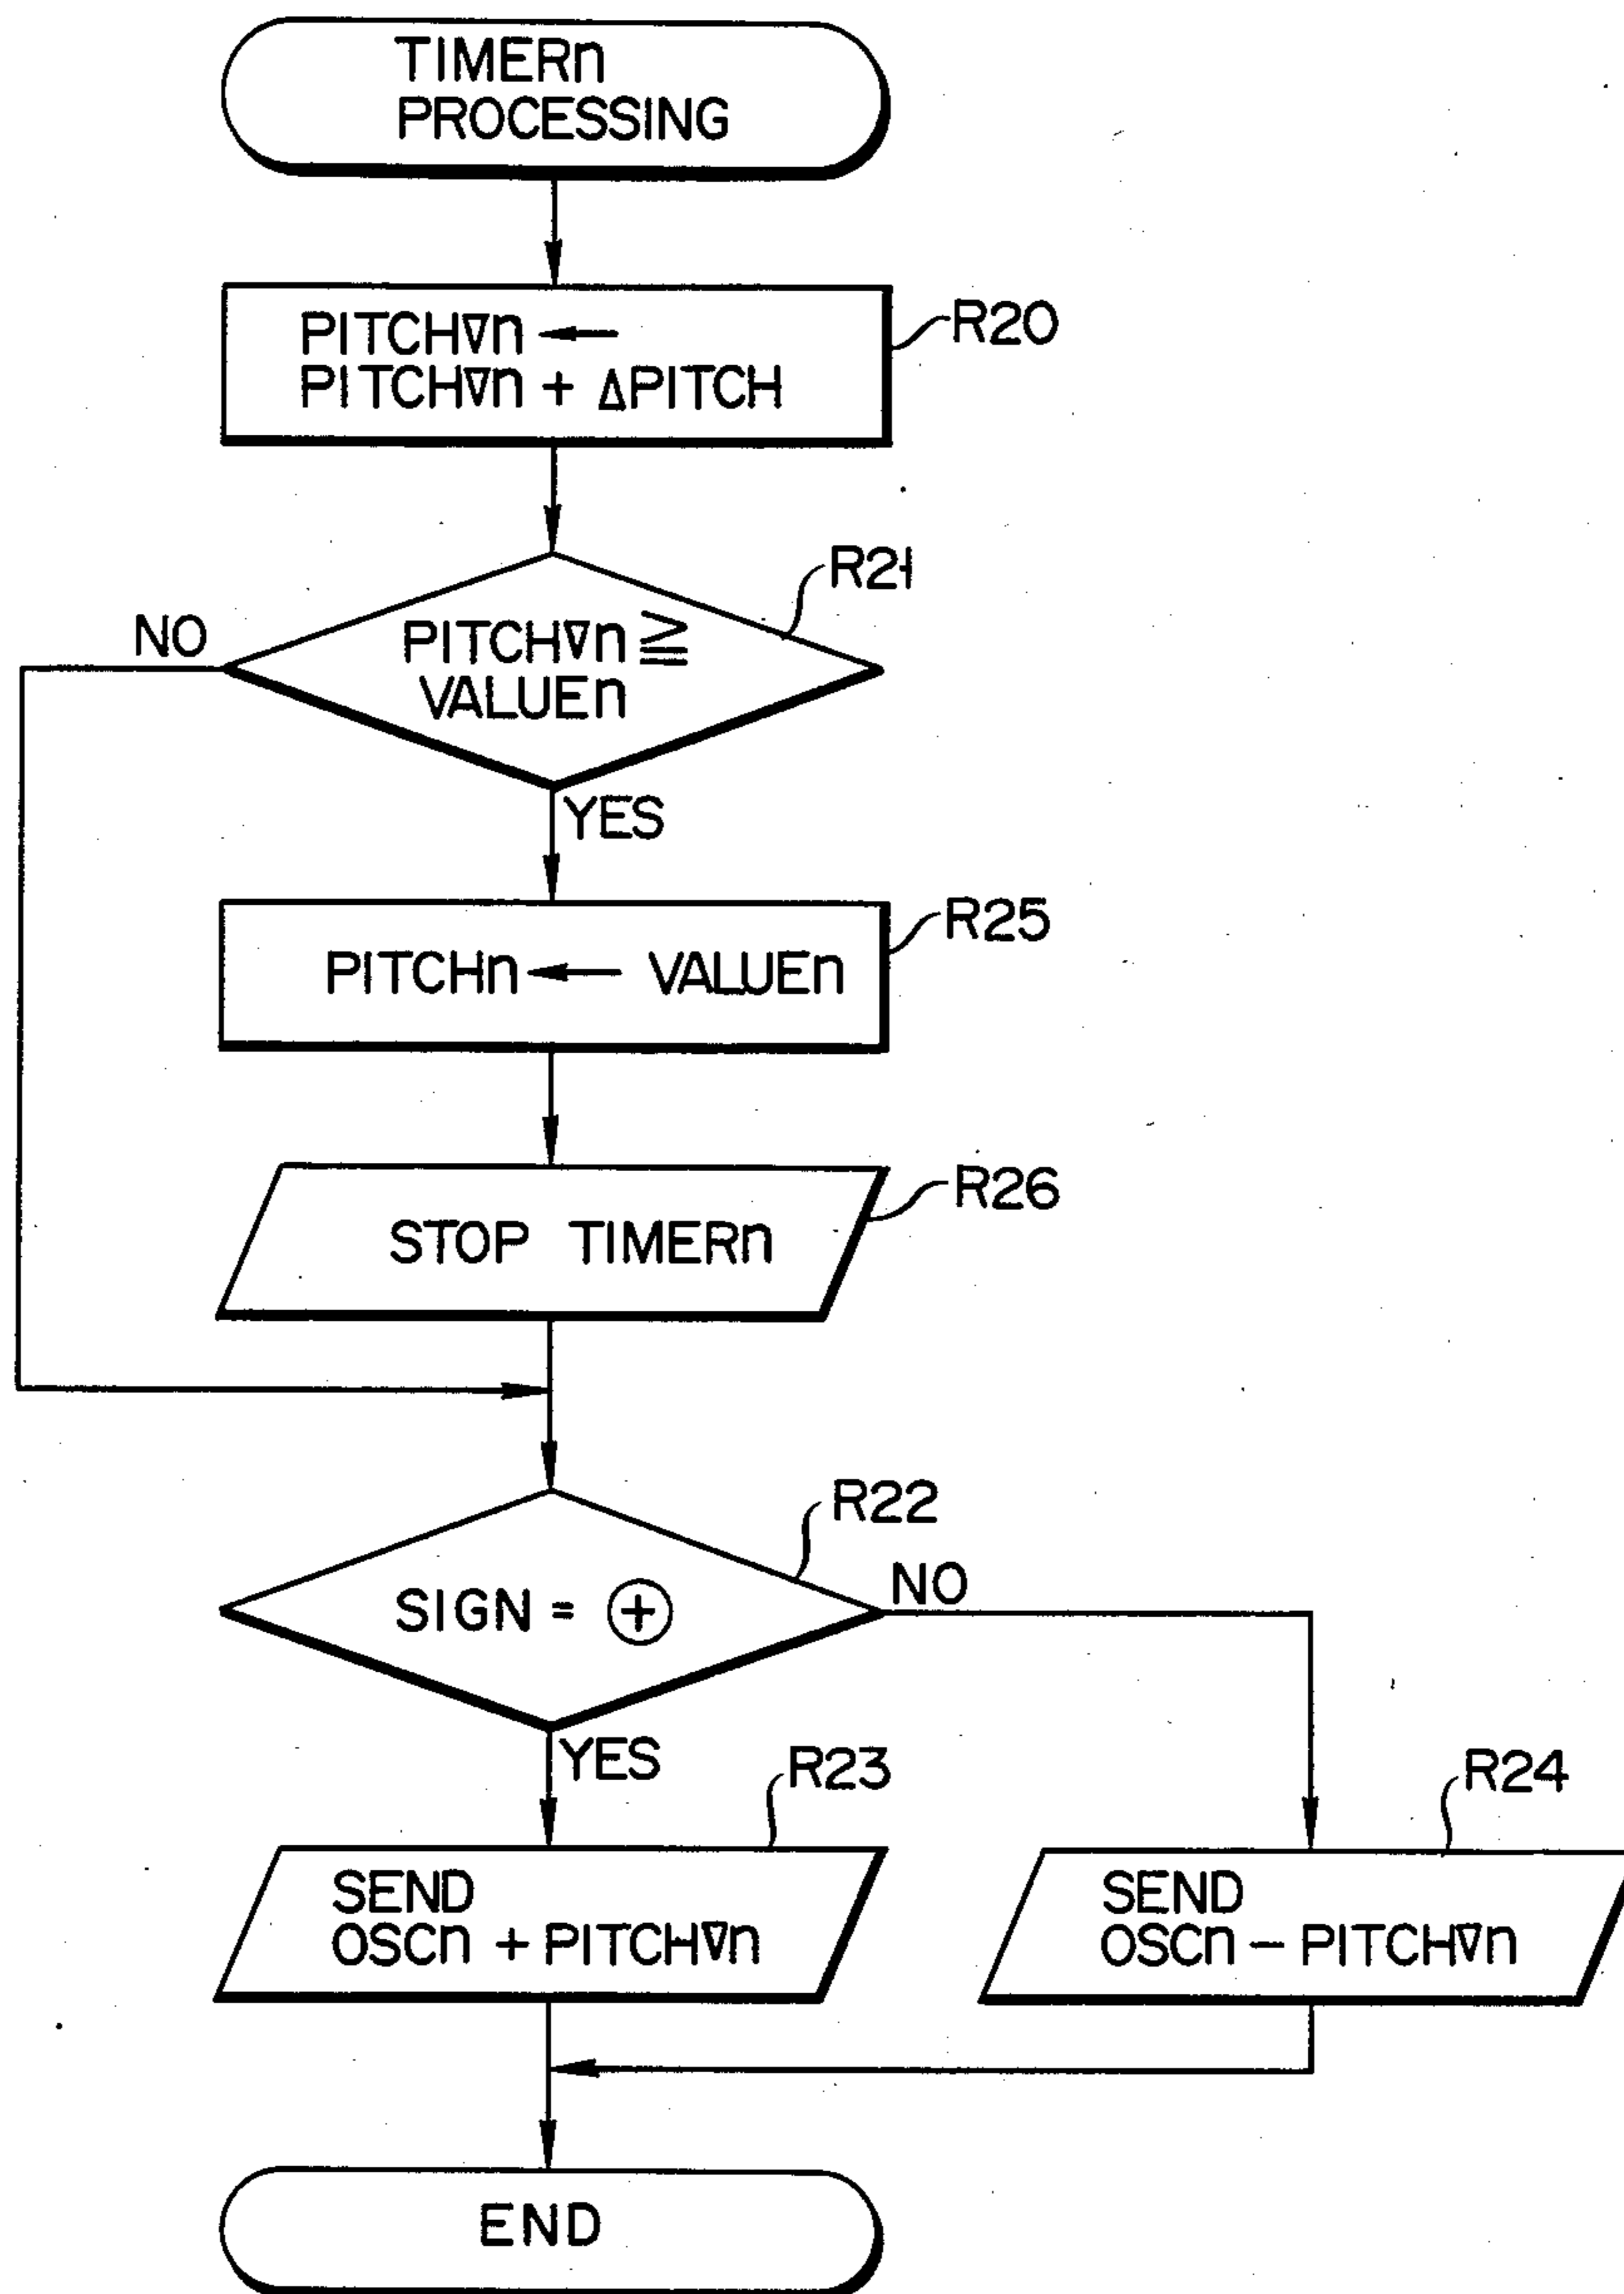 TIMERn
PROCESSING
PITCH∇n ←
PITCH∇n + ΔPITCH
R20
R21
NO
PITCH∇n ≧
VALUEn
YES
R25
PITCHn ← VALUEn
R26
STOP TIMERn
R22
SIGN = ⊕
NO
YES
R23
R24
SEND
OSCn + PITCH∇n
SEND
OSCn − PITCH∇n
END